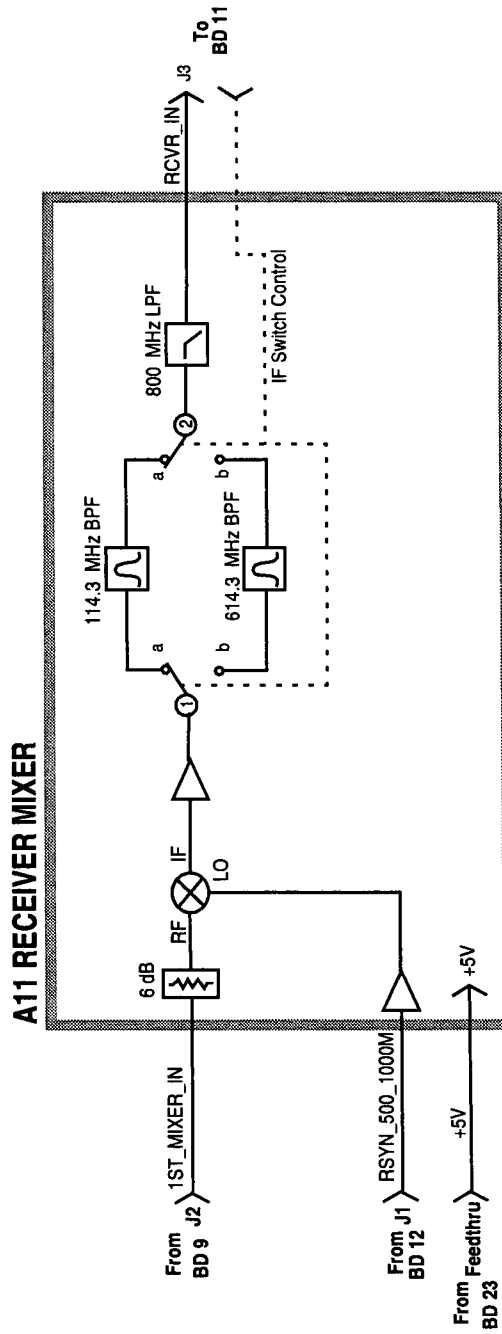 A11 RECEIVER MIXER
From
BD 9
J2
1ST_MIXER_IN
6 dB
RF
IF
LO
1
a
b
114.3 MHz BPF
614.3 MHz BPF
a
b
2
800 MHz LPF
IF Switch Control
RCVR_IN
J3
To
BD 11
From
BD 12
J1
RSYN_500_1000M
From
BD 23
Feedthru
+5V
+5V